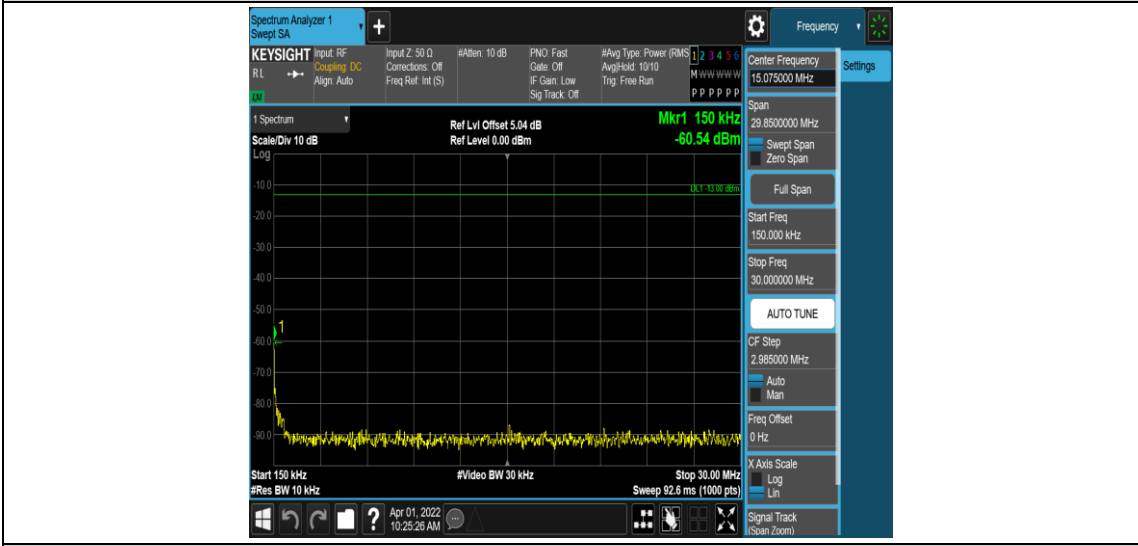 Spectrum Analyzer 1
Swept SA
+
Frequency
KEYSIGHT
RL
Input: RF
Coupling: DC
Align: Auto
Input Z: 50 Ω
Corrections: Off
Freq Ref: Int (S)
#Atten: 10 dB
PNO: Fast
Gate: Off
IF Gain: Low
Sig Track: Off
#Avg Type: Power (RMS
Avg|Hold: 10/10
Trig: Free Run
1 2 3 4 5 6
M W W W W W
P P P P P P
1 Spectrum
Scale/Div 10 dB
Ref Lvl Offset 5.04 dB
Ref Level 0.00 dBm
Mkr1 150 kHz
-60.54 dBm
Log
DL1 -13.00 dBm
-10.0
-20.0
-30.0
-40.0
-50.0
1
-60.0
-70.0
-80.0
-90.0
Start 150 kHz
#Res BW 10 kHz
#Video BW 30 kHz
Stop 30.00 MHz
Sweep 92.6 ms (1000 pts)
?
Apr 01, 2022
10:25:26 AM
Center Frequency
15.075000 MHz
Settings
Span
29.8500000 MHz
Swept Span
Zero Span
Full Span
Start Freq
150.000 kHz
Stop Freq
30.000000 MHz
AUTO TUNE
CF Step
2.985000 MHz
Auto
Man
Freq Offset
0 Hz
X Axis Scale
Log
Lin
Signal Track
(Span Zoom)